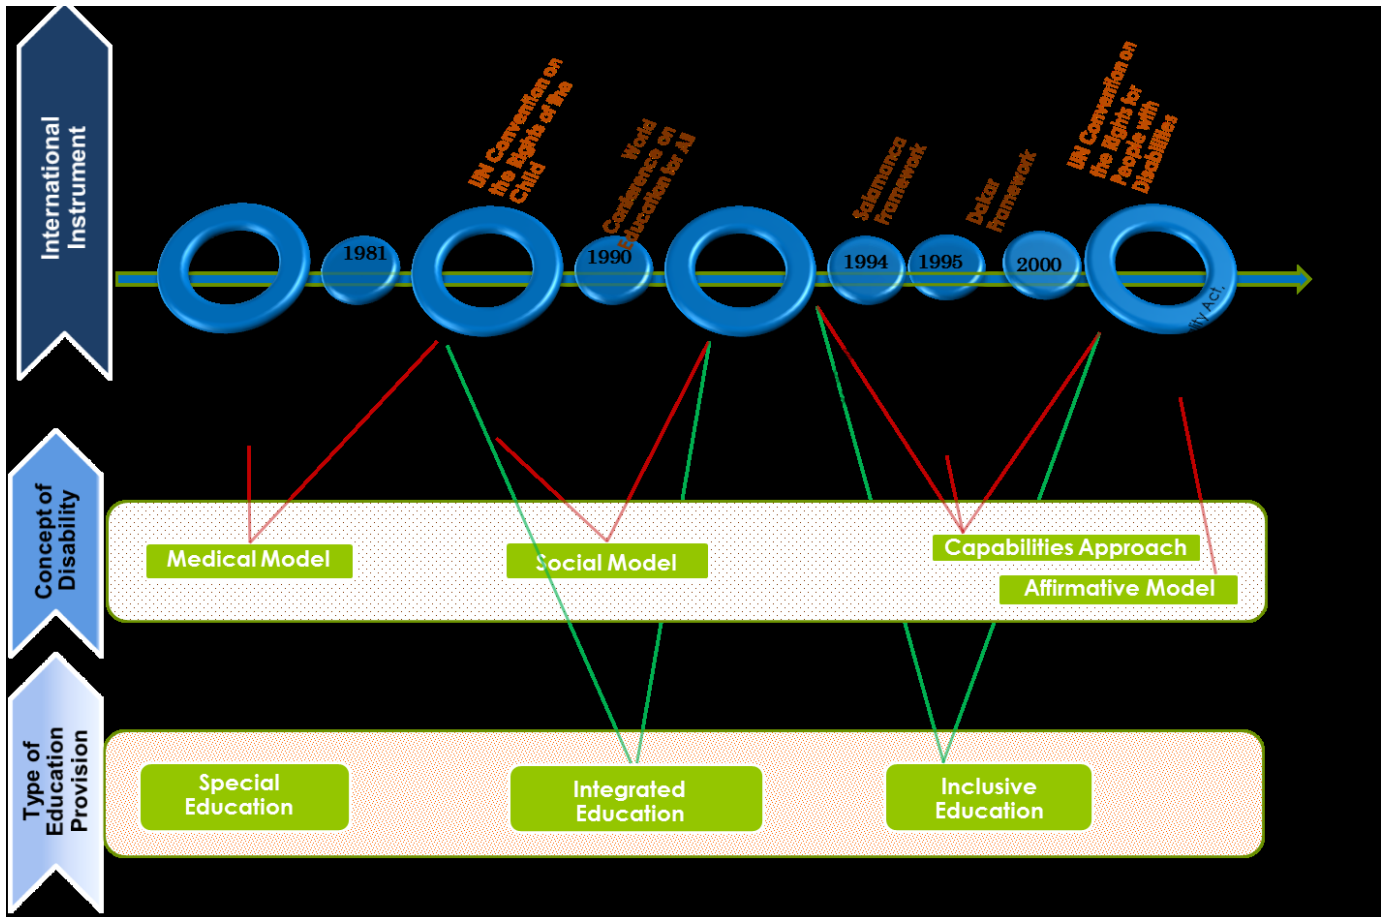 International
Instrument
UN Convention on
the Rights of the
Child
World
Conference on
Education for All
Salamanca
Framework
Dakar
Framework
UN Convention on
the Rights for
People with
Disabilities
1981
1990
1994
1995
2000
ity Act,
Concept of
Disability
Medical Model
Social Model
Capabilities Approach
Affirmative Model
Type of
Education
Provision
Special
Education
Integrated
Education
Inclusive
Education